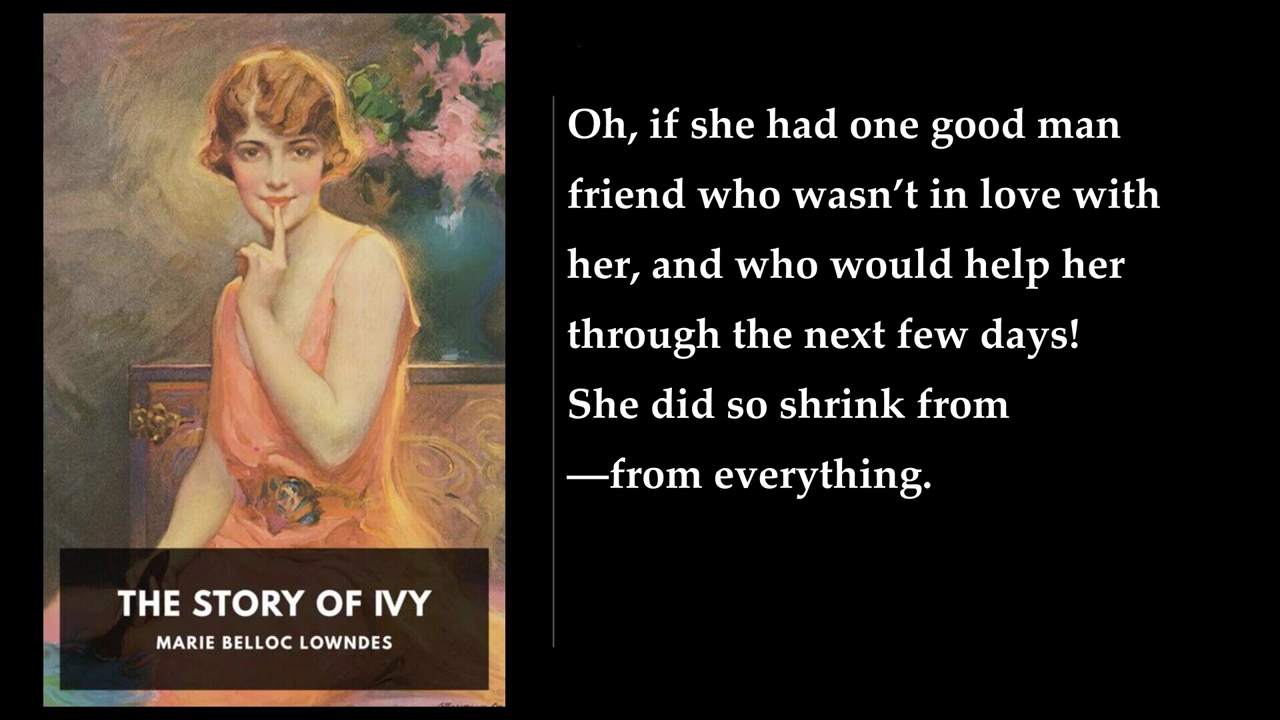 THE STORY OF IVY
MARIE BELLOC LOWNDES
Oh, if she had one good man
friend who wasn’t in love with
her, and who would help her
through the next few days!
She did so shrink from
—from everything.